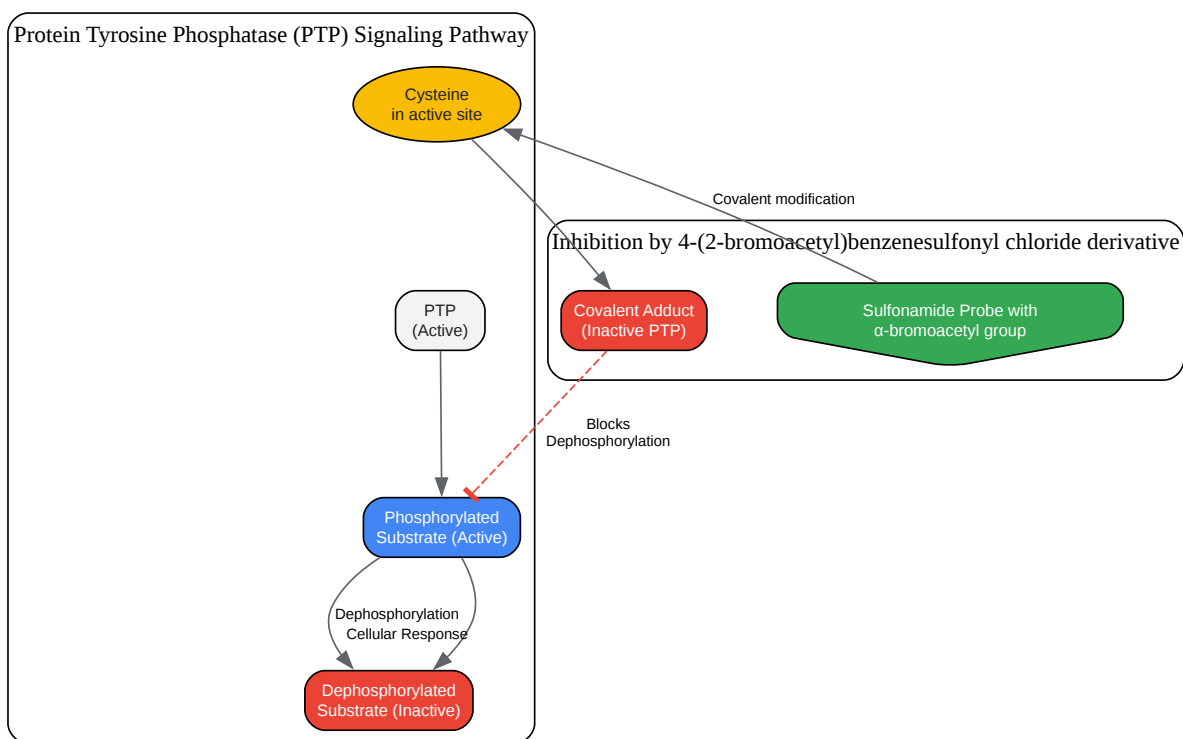 Protein Tyrosine Phosphatase (PTP) Signaling Pathway
Cysteine
in active site
Covalent modification
Inhibition by 4-(2-bromoacetyl)benzenesulfonyl chloride derivative
PTP
(Active)
Covalent Adduct
(Inactive PTP)
Sulfonamide Probe with
α-bromoacetyl group
Blocks
Dephosphorylation
Phosphorylated
Substrate (Active)
Dephosphorylation
Cellular Response
Dephosphorylated
Substrate (Inactive)